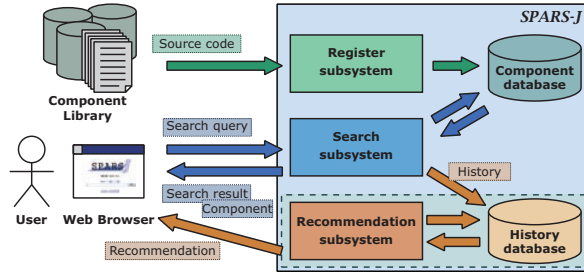 SPARS-J
Source code
Register
subsystem
Component
database
Component
Library
Search query
Search
subsystem
SPARS
History
Search result
Component
User
Web Browser
Recommendation
Recommendation
subsystem
History
database